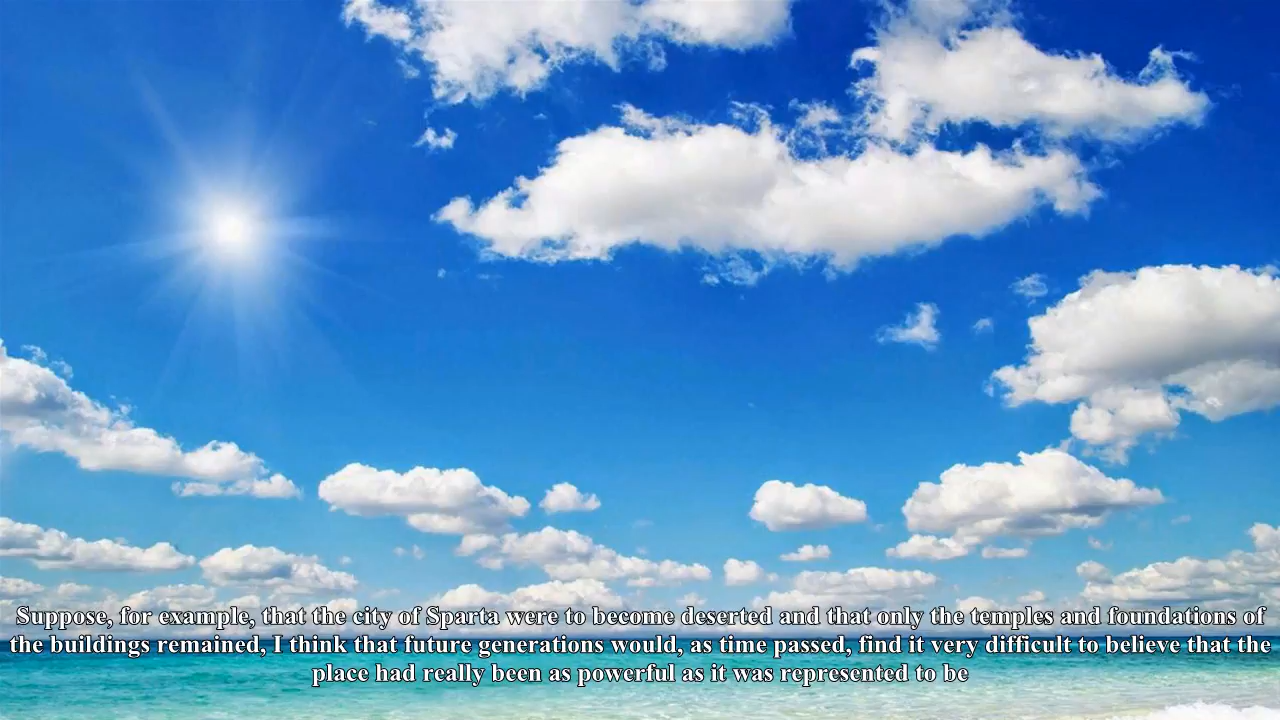 Suppose, for example, that the city of Sparta were to become deserted and that only the temples and foundations of
the buildings remained, I think that future generations would, as time passed, find it very difficult to believe that the
place had really been as powerful as it was represented to be